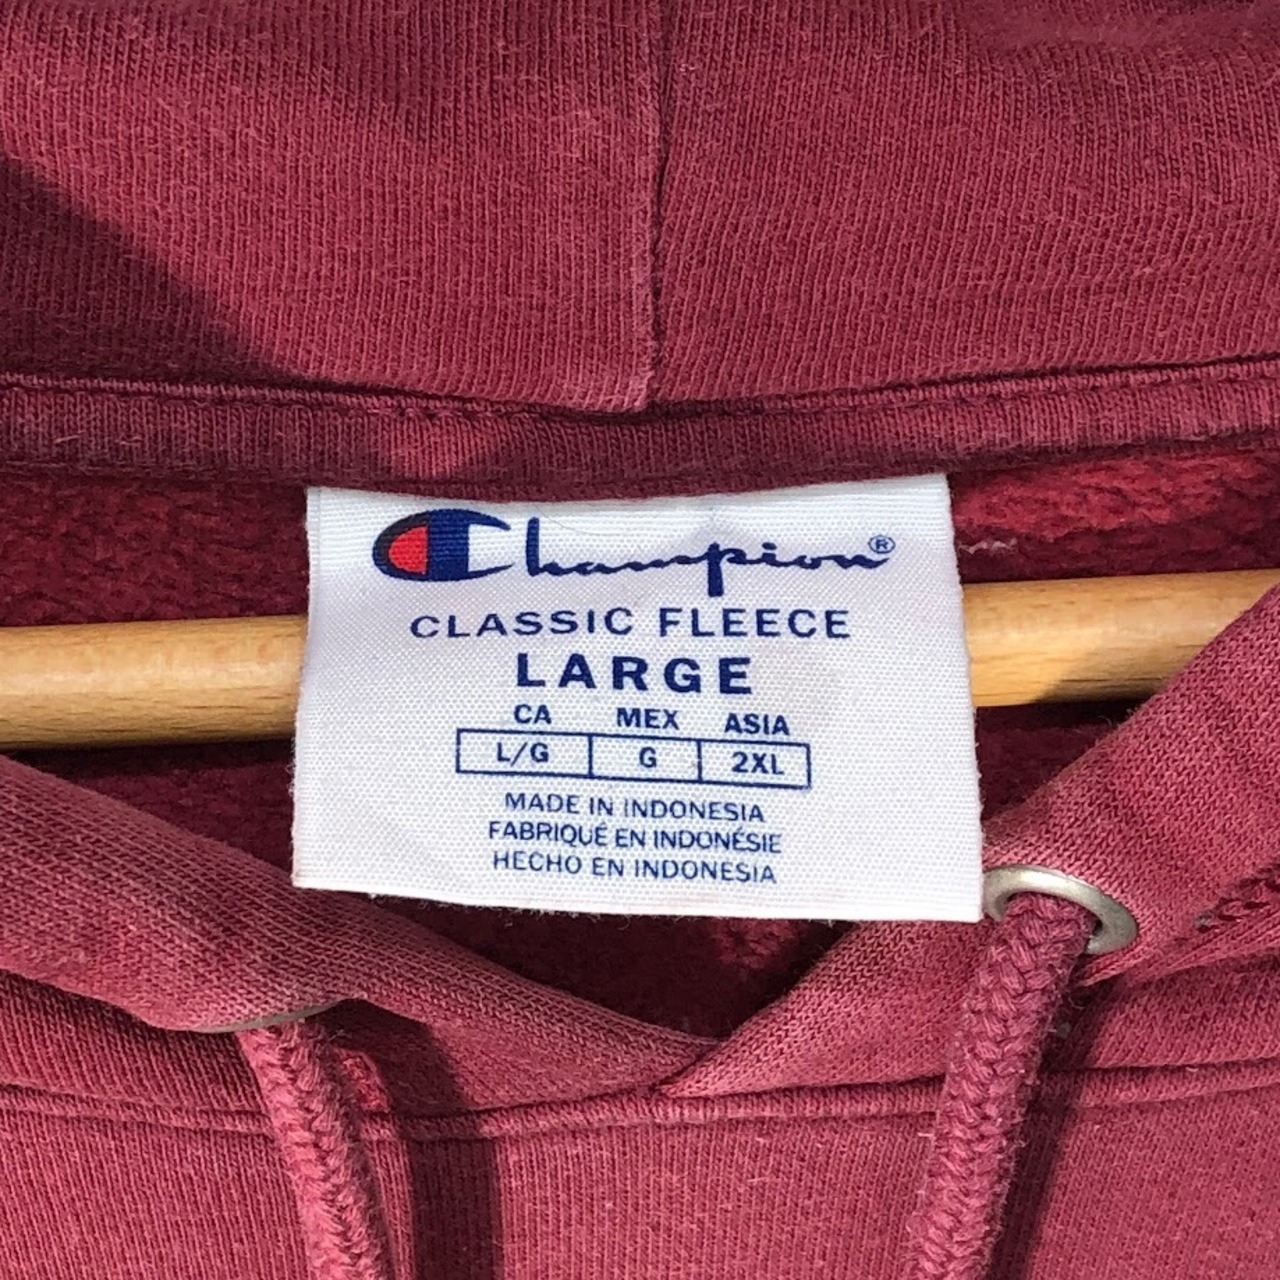 Champion®
CLASSIC FLEECE
LARGE
CA MEX ASIA
L/G G 2XL
MADE IN INDONESIA
FABRIQUÉ EN INDONÉSIE
HECHO EN INDONESIA